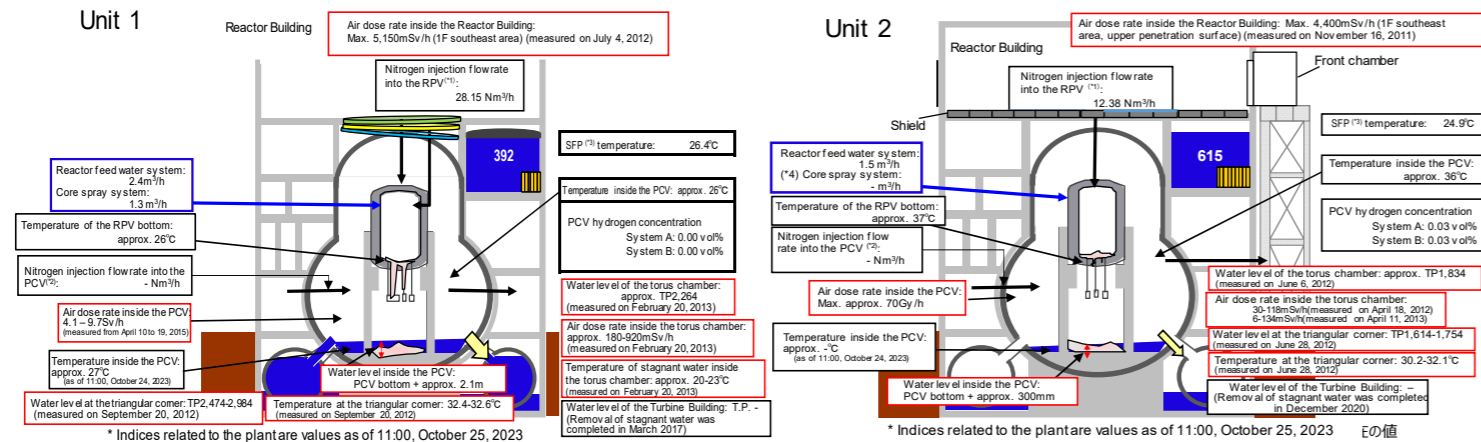 Unit 1
Reactor Building
Air dose rate inside the Reactor Building:
Max. 5,150mSv/h (1F southeast area) (measured on July 4, 2012)
Nitrogen injection flow rate
into the RPV(*1):
28.15 Nm3/h
392
SFP (*3) temperature: 26.4℃
Reactor feed water system:
2.4m3/h
Core spray system:
1.3 m3/h
Temperature inside the PCV: approx. 26℃
Temperature of the RPV bottom:
approx. 26℃
PCV hydrogen concentration
System A: 0.00 vol%
System B: 0.00 vol%
Nitrogen injection flow rate into the
PCV(*2):
- Nm3/h
Water level of the torus chamber:
approx. TP2,264
(measured on February 20, 2013)
Air dose rate inside the PCV:
4.1 – 9.7Sv/h
(measured from April 10 to 19, 2015)
Air dose rate inside the torus chamber:
approx. 180-920mSv/h
(measured on February 20, 2013)
Temperature inside the PCV:
approx. 27℃
(as of 11:00, October 24, 2023)
Water level inside the PCV:
PCV bottom + approx. 2.1m
Temperature of stagnant water inside
the torus chamber: approx. 20-23℃
(measured on February 20, 2013)
Water level at the triangular corner: TP2,474-2,984
(measured on September 20, 2012)
Temperature at the triangular corner: 32.4-32.6℃
(measured on September 20, 2012)
Water level of the Turbine Building: T.P. -
(Removal of stagnant water was
completed in March 2017)
* Indices related to the plant are values as of 11:00, October 25, 2023
Unit 2
Reactor Building
Air dose rate inside the Reactor Building: Max. 4,400mSv/h (1F southeast
area, upper penetration surface) (measured on November 16, 2011)
Front chamber
Nitrogen injection flow rate
into the RPV (*1):
12.38 Nm3/h
Shield
615
SFP (*3) temperature: 24.9℃
Reactor feed water system:
1.5 m3/h
(*4) Core spray system:
- m3/h
Temperature inside the PCV:
approx. 36℃
Temperature of the RPV bottom:
approx. 37℃
PCV hydrogen concentration
System A: 0.03 vol%
System B: 0.03 vol%
Nitrogen injection flow
rate into the PCV (*2):
- Nm3/h
Water level of the torus chamber: approx. TP1,834
(measured on June 6, 2012)
Air dose rate inside the PCV:
Max. approx. 70Gy/h
Air dose rate inside the torus chamber:
30-118mSv/h(measured on April 18, 2012)
6-134mSv/h(measured on April 11, 2013)
Temperature inside the PCV:
approx. -℃
(as of 11:00, October 24, 2023)
Water level at the triangular corner: TP1,614-1,754
(measured on June 28, 2012)
Temperature at the triangular corner: 30.2-32.1℃
(measured on June 28, 2012)
Water level inside the PCV:
PCV bottom + approx. 300mm
Water level of the Turbine Building: –
(Removal of stagnant water was completed
in December 2020)
* Indices related to the plant are values as of 11:00, October 25, 2023
の値